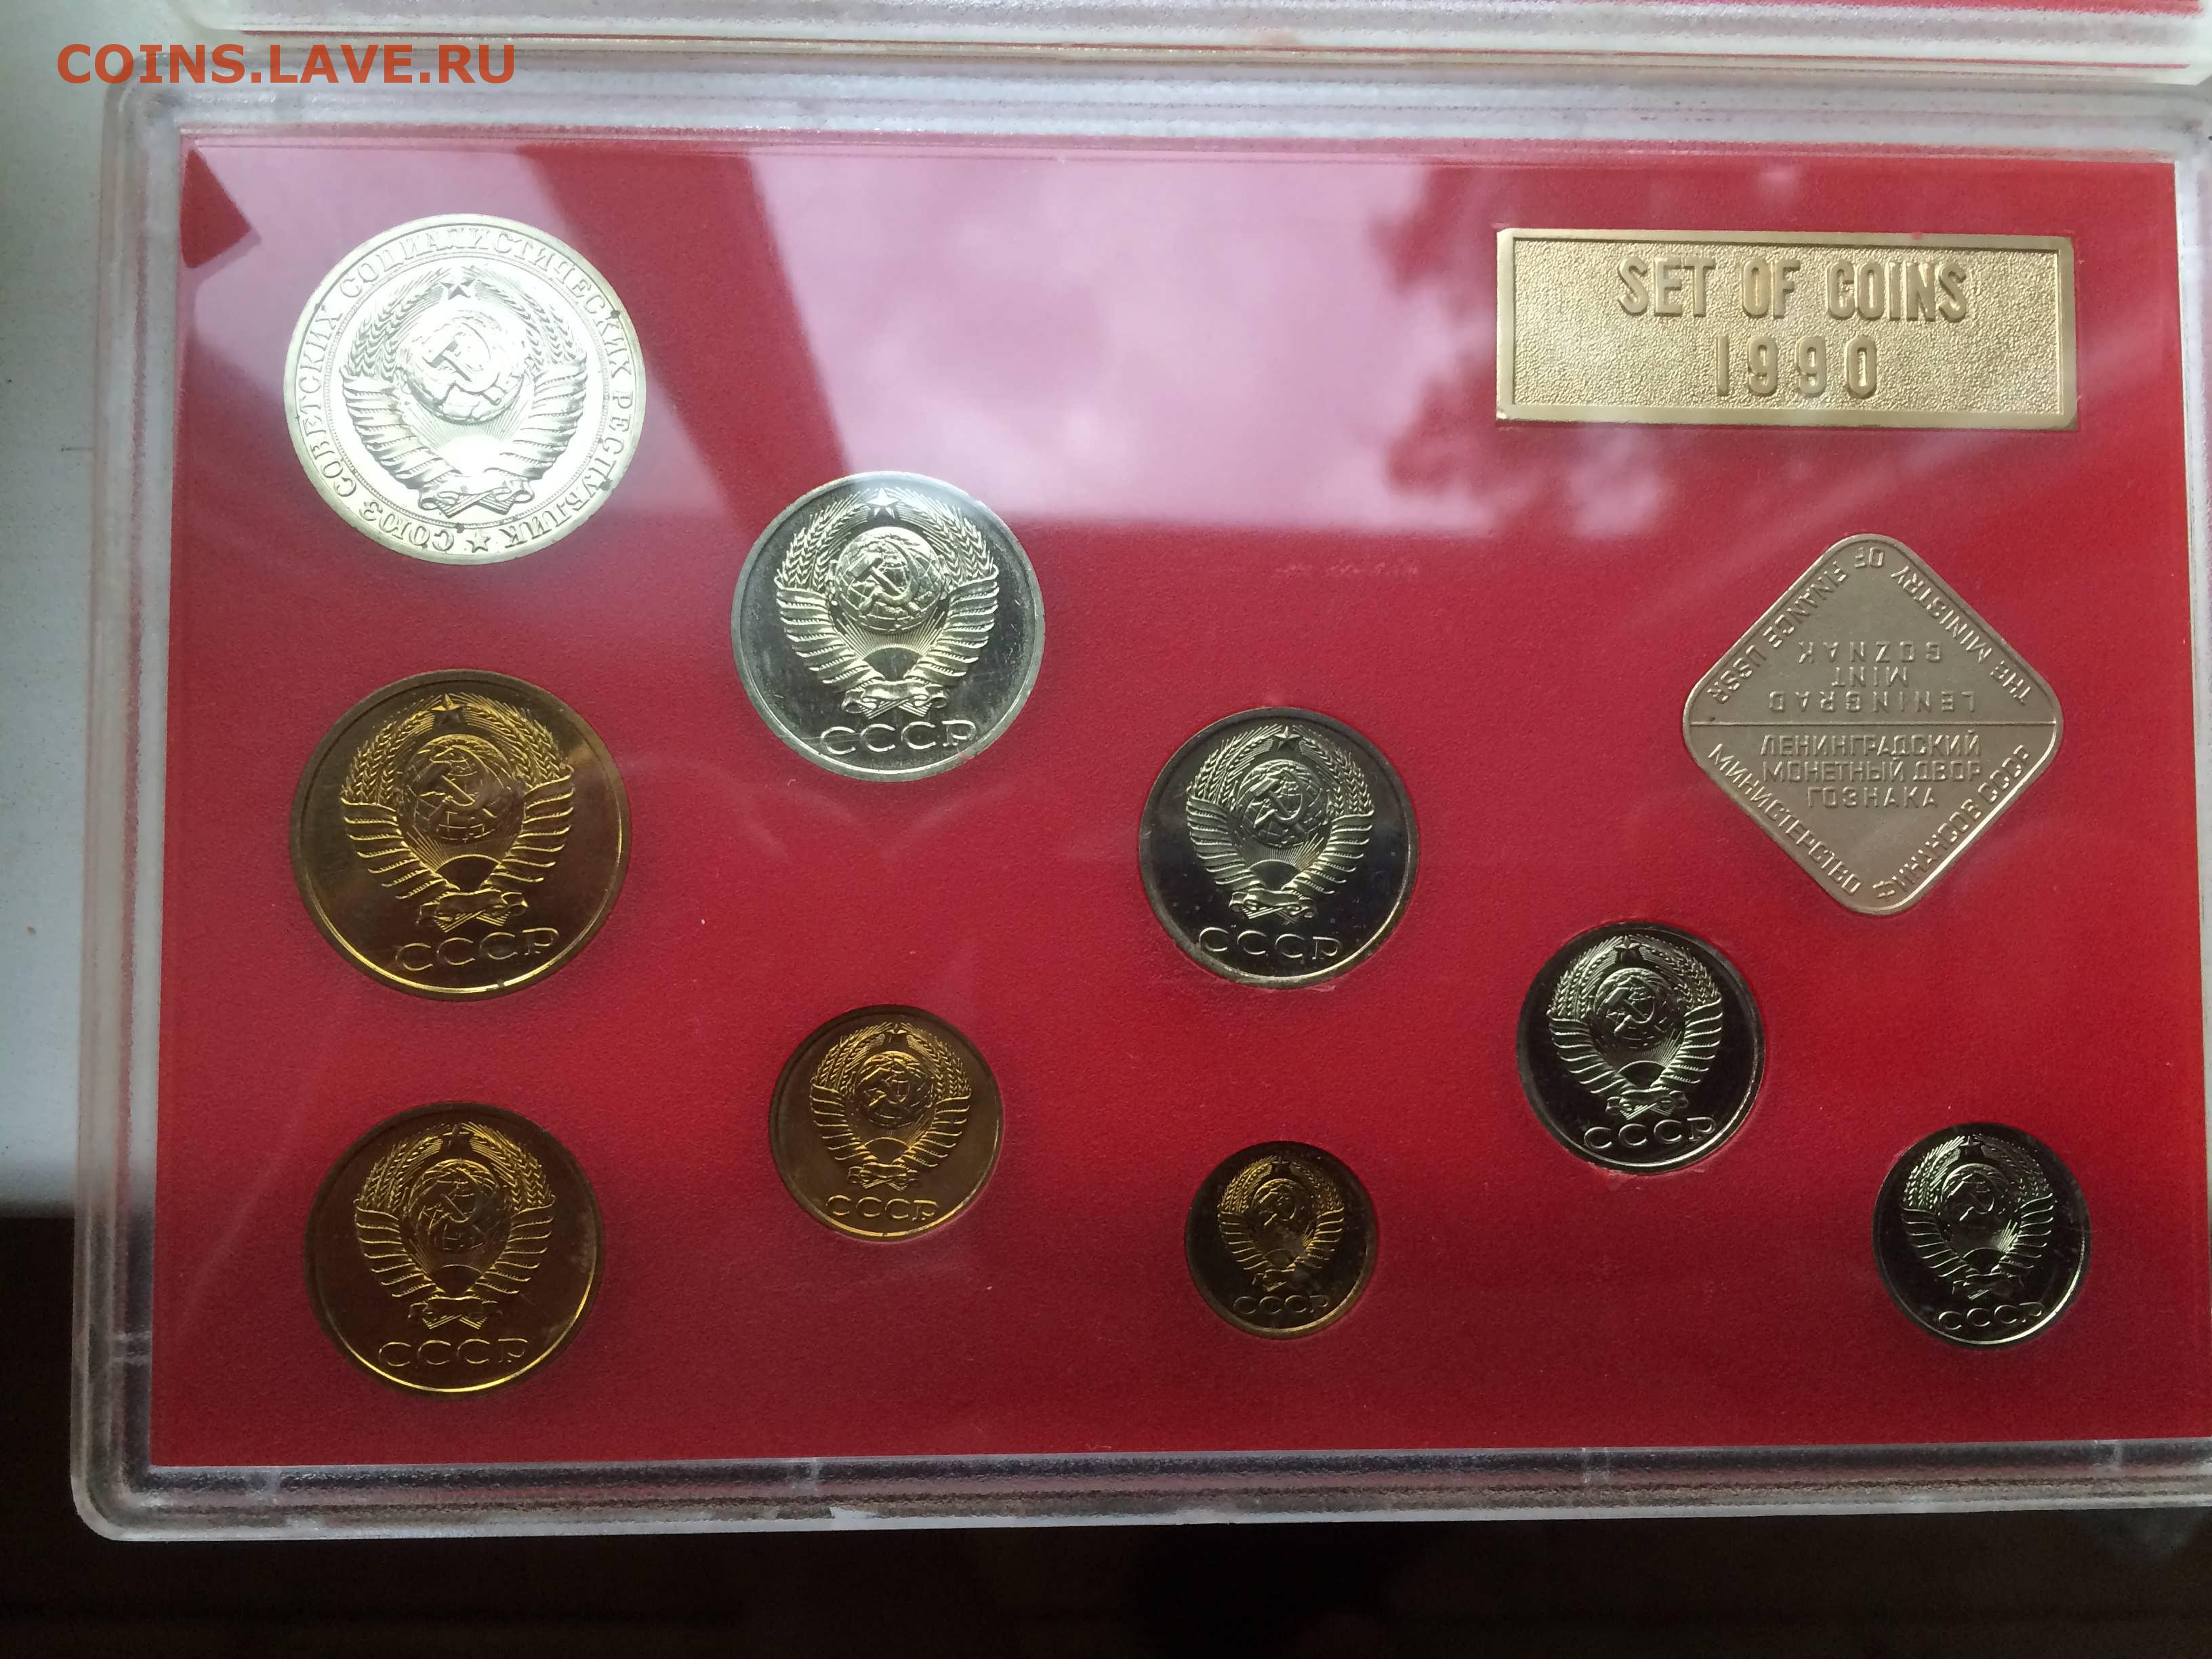 COINS.LAVE.RU
СОЮЗ СОВЕТСКИХ СОЦИАЛИСТИЧЕСКИХ РЕСПУБЛИК
SET OF COINS
1990
СССР
THE MINISTRY OF FINANCE USSR
LENINGRAD
MINT
GOZNAK
ЛЕНИНГРАДСКИЙ
МОНЕТНЫЙ ДВОР
ГОЗНАКА
МИНИСТЕРСТВО ФИНАНСОВ СССР
СССР
СССР
СССР
СССР
СССР
СССР
СССР